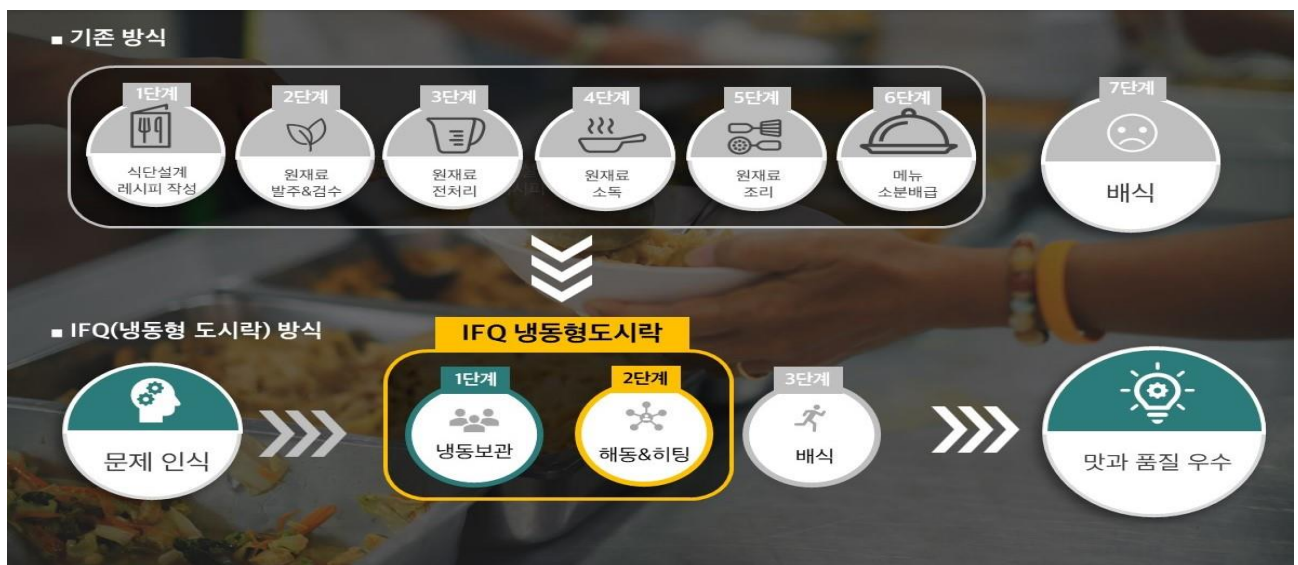 ■ 기존 방식
1단계
식단설계
레시피 작성
2단계
원재료
발주&검수
3단계
원재료
전처리
4단계
원재료
소독
5단계
원재료
조리
6단계
메뉴
소분배급
7단계
배식
■ IFQ(냉동형 도시락) 방식
문제 인식
IFQ 냉동형도시락
1단계
냉동보관
2단계
해동&히팅
3단계
배식
맛과 품질 우수